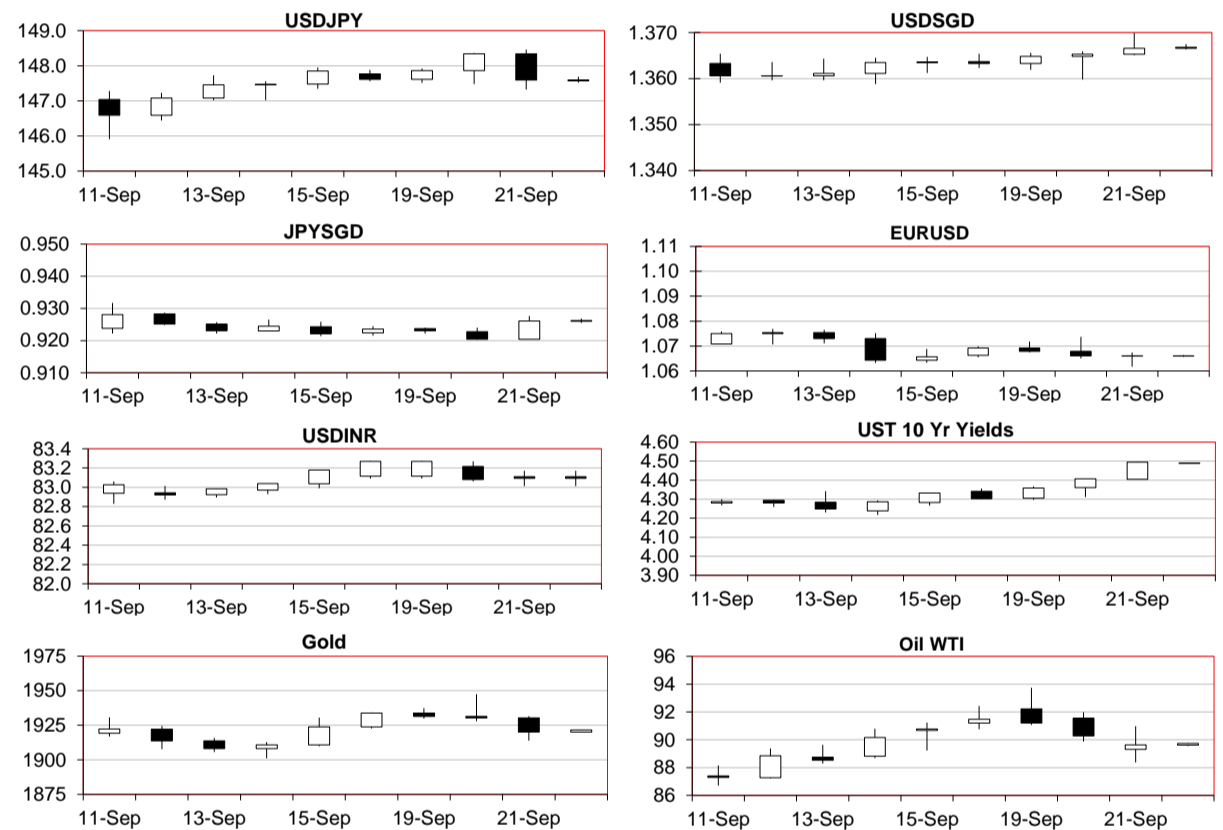 USDJPY
149.0
148.0
147.0
146.0
145.0
11-Sep 13-Sep 15-Sep 19-Sep 21-Sep
USDSGD
1.370
1.360
1.350
1.340
11-Sep 13-Sep 15-Sep 19-Sep 21-Sep
JPYSGD
0.950
0.940
0.930
0.920
0.910
11-Sep 13-Sep 15-Sep 19-Sep 21-Sep
EURUSD
1.11
1.10
1.09
1.08
1.07
1.06
11-Sep 13-Sep 15-Sep 19-Sep 21-Sep
USDINR
83.4
83.2
83.0
82.8
82.6
82.4
82.2
82.0
11-Sep 13-Sep 15-Sep 19-Sep 21-Sep
UST 10 Yr Yields
4.60
4.50
4.40
4.30
4.20
4.10
4.00
3.90
11-Sep 13-Sep 15-Sep 19-Sep 21-Sep
Gold
1975
1950
1925
1900
1875
11-Sep 13-Sep 15-Sep 19-Sep 21-Sep
Oil WTI
96
94
92
90
88
86
11-Sep 13-Sep 15-Sep 19-Sep 21-Sep